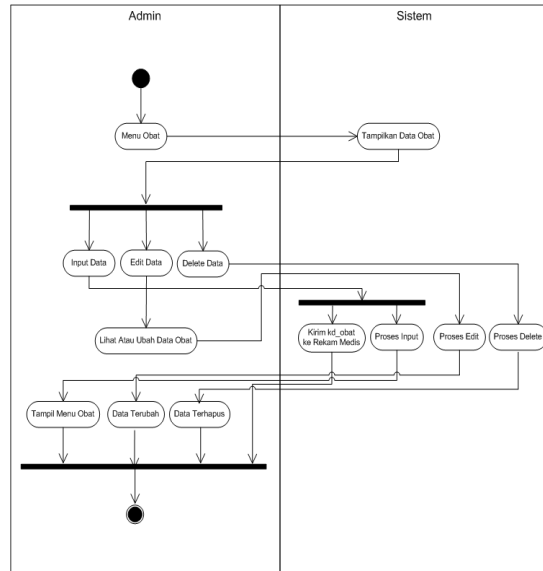 Admin
Sistem
Menu Obat
Tampilkan Data Obat
Input Data
Edit Data
Delete Data
Lihat Atau Ubah Data Obat
Kirim kd_obat
ke Rekam Medis
Proses Input
Proses Edit
Proses Delete
Tampil Menu Obat
Data Terubah
Data Terhapus